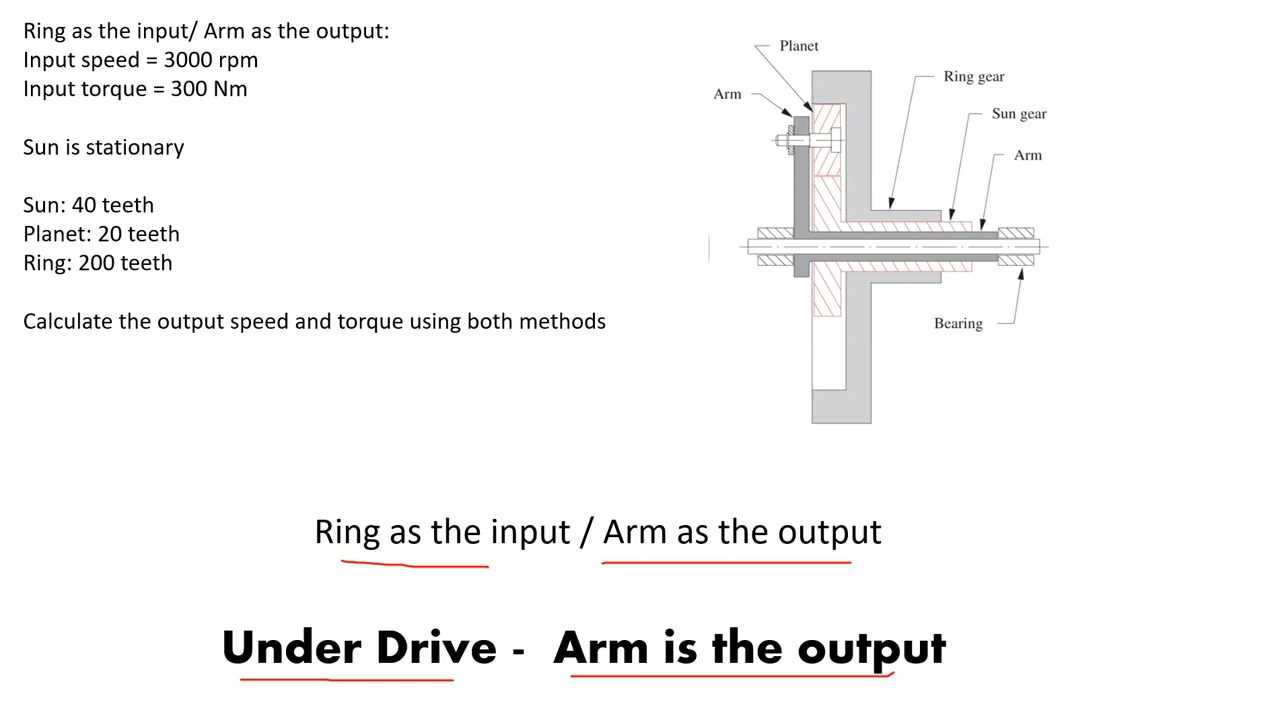 Ring as the input/ Arm as the output:
Input speed = 3000 rpm
Input torque = 300 Nm
Sun is stationary
Sun: 40 teeth
Planet: 20 teeth
Ring: 200 teeth
Calculate the output speed and torque using both methods
Planet
Ring gear
Arm
Sun gear
Arm
Bearing
Ring as the input / Arm as the output
Under Drive - Arm is the output